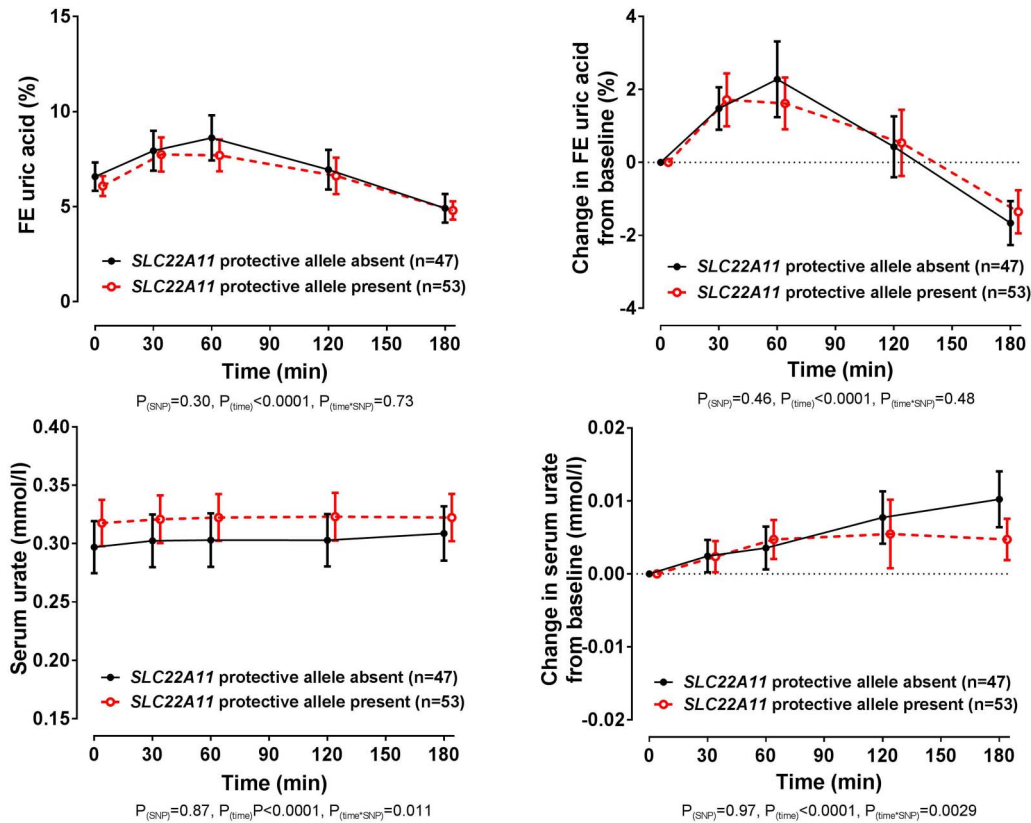 FE uric acid (%)
15
10
5
0
SLC22A11 protective allele absent (n=47)
SLC22A11 protective allele present (n=53)
0 30 60 90 120 150 180
Time (min)
P(SNP)=0.30, P(time)<0.0001, P(time*SNP)=0.73
Change in FE uric acid
from baseline (%)
4
2
0
-2
-4
SLC22A11 protective allele absent (n=47)
SLC22A11 protective allele present (n=53)
0 30 60 90 120 150 180
Time (min)
P(SNP)=0.46, P(time)<0.0001, P(time*SNP)=0.48
Serum urate (mmol/l)
0.40
0.35
0.30
0.25
0.20
0.15
SLC22A11 protective allele absent (n=47)
SLC22A11 protective allele present (n=53)
0 30 60 90 120 150 180
Time (min)
P(SNP)=0.87, P(time)P<0.0001, P(time*SNP)=0.011
Change in serum urate
from baseline (mmol/l)
0.02
0.01
0.00
-0.01
-0.02
SLC22A11 protective allele absent (n=47)
SLC22A11 protective allele present (n=53)
0 30 60 90 120 150 180
Time (min)
P(SNP)=0.97, P(time)<0.0001, P(time*SNP)=0.0029